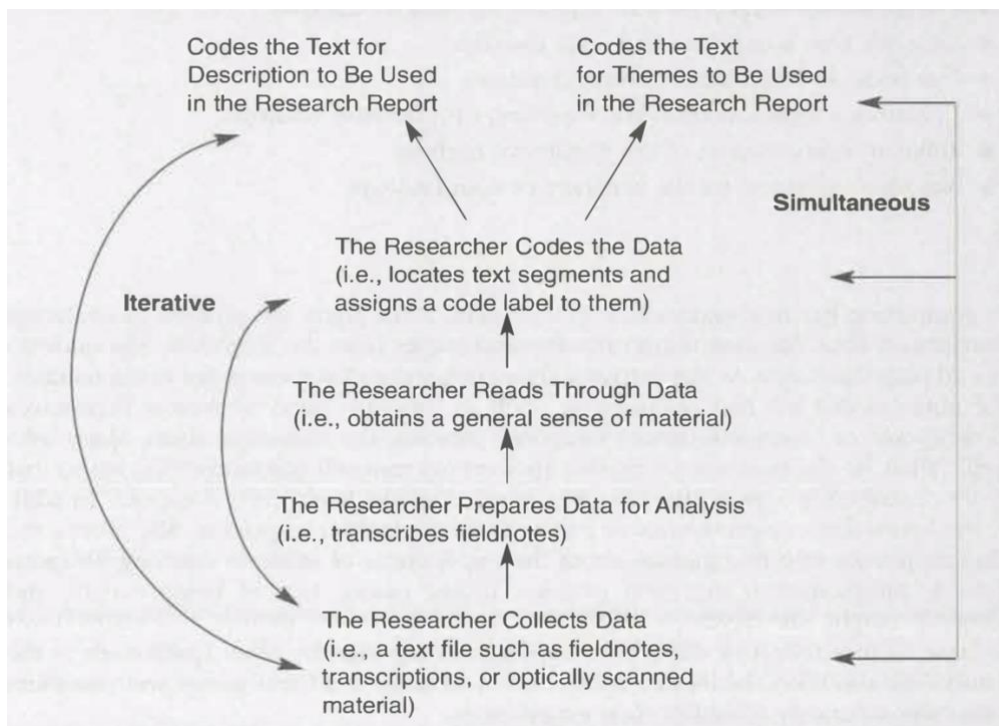 Codes the Text for
Description to Be Used
in the Research Report
Codes the Text
for Themes to Be Used
in the Research Report
Simultaneous
The Researcher Codes the Data
(i.e., locates text segments and
assigns a code label to them)
Iterative
The Researcher Reads Through Data
(i.e., obtains a general sense of material)
The Researcher Prepares Data for Analysis
(i.e., transcribes fieldnotes)
The Researcher Collects Data
(i.e., a text file such as fieldnotes,
transcriptions, or optically scanned
material)